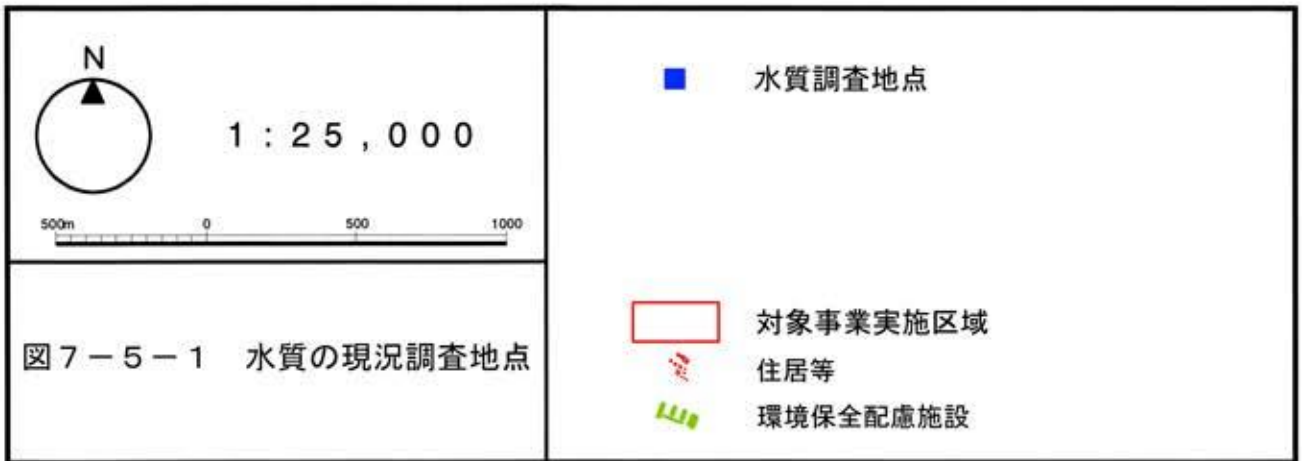 N
1:25,000
500m 0 500 1000
図7-5-1 水質の現況調査地点
水質調査地点
対象事業実施区域
住居等
環境保全配慮施設